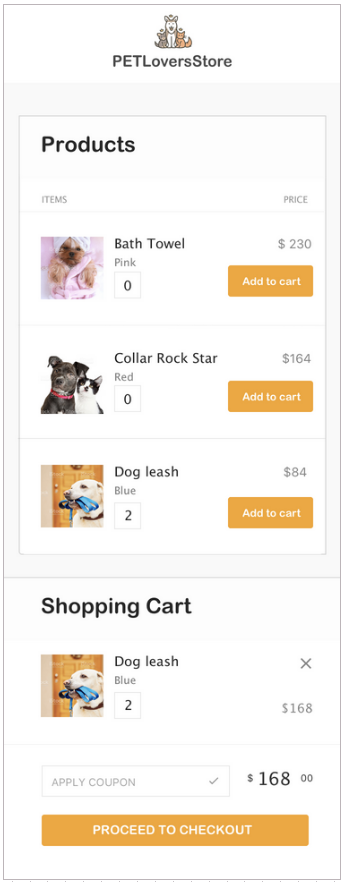 PETLoversStore
Products
ITEMS PRICE
Bath Towel $ 230
Pink
0 Add to cart
Collar Rock Star $164
Red
0 Add to cart
Dog leash $84
Blue
2 Add to cart
Shopping Cart
Dog leash
Blue
2 $168
APPLY COUPON $ 168 00
PROCEED TO CHECKOUT